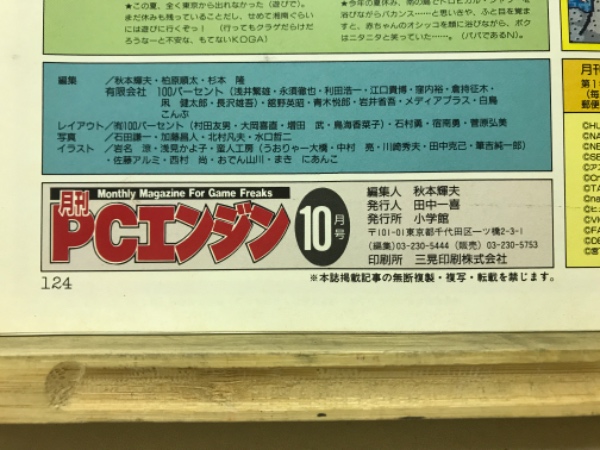 ★この夏、全く東京から出れなかった(遊びで)。
まだ休みも残っていることだし、せめて湘南ぐらい
には遊びに行くぞっ! (行ってもクラゲだらけだ
ろうなーと不安な、もてないKOGA)
浴びながらバカンス……と思いきや、ふと目を覚ま
すと、赤ちゃんのオシッコを顔に浴びながら、ボク
はニタニタと笑っていた……。(パパであるN)。
編集 /秋本輝夫・柏原順太・杉本 隆
有限会社 100パーセント(浅井繁雄・永須徹也・利田浩一・江口貴博・窪内裕・倉持征木・
凩 健太郎・長沢雄吾)・舘野英昭・青木悦郎・岩井省吾・メディアプラス・白鳥
こんぶ
レイアウト/㈲100パーセント(村田友男・大岡喜直・増田 武・鳥海香菜子)・石村勇・宿南勇・菅原弘美
写真 /石田謙一・加藤昌人・北村凡夫・水口哲二
イラスト /岩名 涼・浅見かよ子・蛮人工房(うおりゃー大橋・中村 亮・川崎秀夫・田中克己・華吉純一郎)
・佐藤アルミ・西村 尚・おでん山川・まき にあんこ
Monthly Magazine For Game Freaks
月刊
PCエンジン
10月号
編集人 秋本輝夫
発行人 田中一喜
発行所 小学館
〒101-01東京都千代田区一ツ橋2-3-1
(編集)03-230-5444 (販売)03-230-5753
印刷所 三晃印刷株式会社
124
※本誌掲載記事の無断複製・複写・転載を禁じます。
月刊